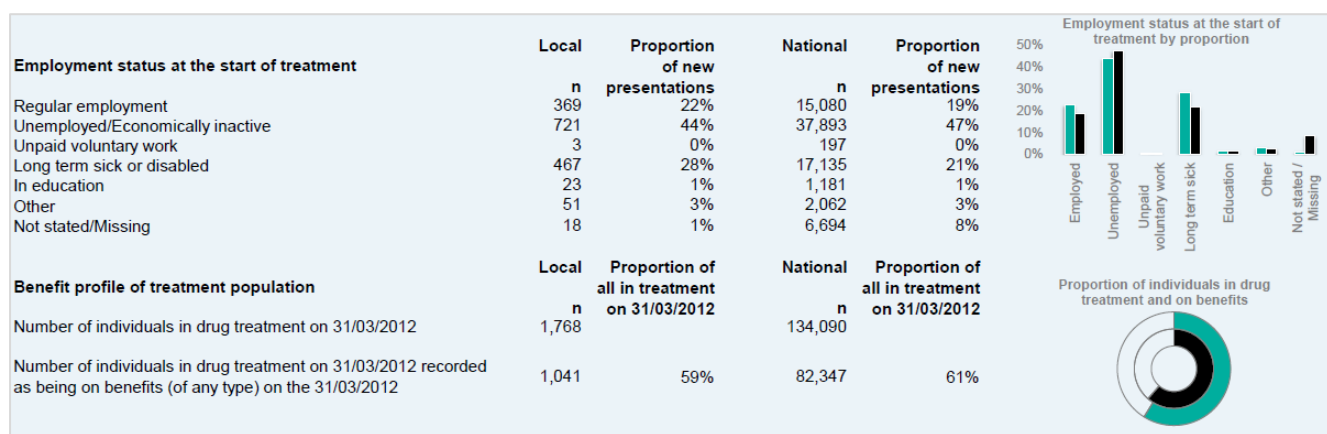 Local Proportion National Proportion
Employment status at the start of treatment of new of new
n presentations n presentations
Regular employment 369 22% 15,080 19%
Unemployed/Economically inactive 721 44% 37,893 47%
Unpaid voluntary work 3 0% 197 0%
Long term sick or disabled 467 28% 17,135 21%
In education 23 1% 1,181 1%
Other 51 3% 2,062 3%
Not stated/Missing 18 1% 6,694 8%
Employment status at the start of
treatment by proportion
50%
40%
30%
20%
10%
0%
Employed
Unemployed
Unpaid
voluntary work
Long term sick
Education
Other
Not stated /
Missing
Local Proportion of National Proportion of
Benefit profile of treatment population all in treatment all in treatment
n on 31/03/2012 n on 31/03/2012
Number of individuals in drug treatment on 31/03/2012 1,768 134,090
Number of individuals in drug treatment on 31/03/2012 recorded
as being on benefits (of any type) on the 31/03/2012 1,041 59% 82,347 61%
Proportion of individuals in drug
treatment and on benefits